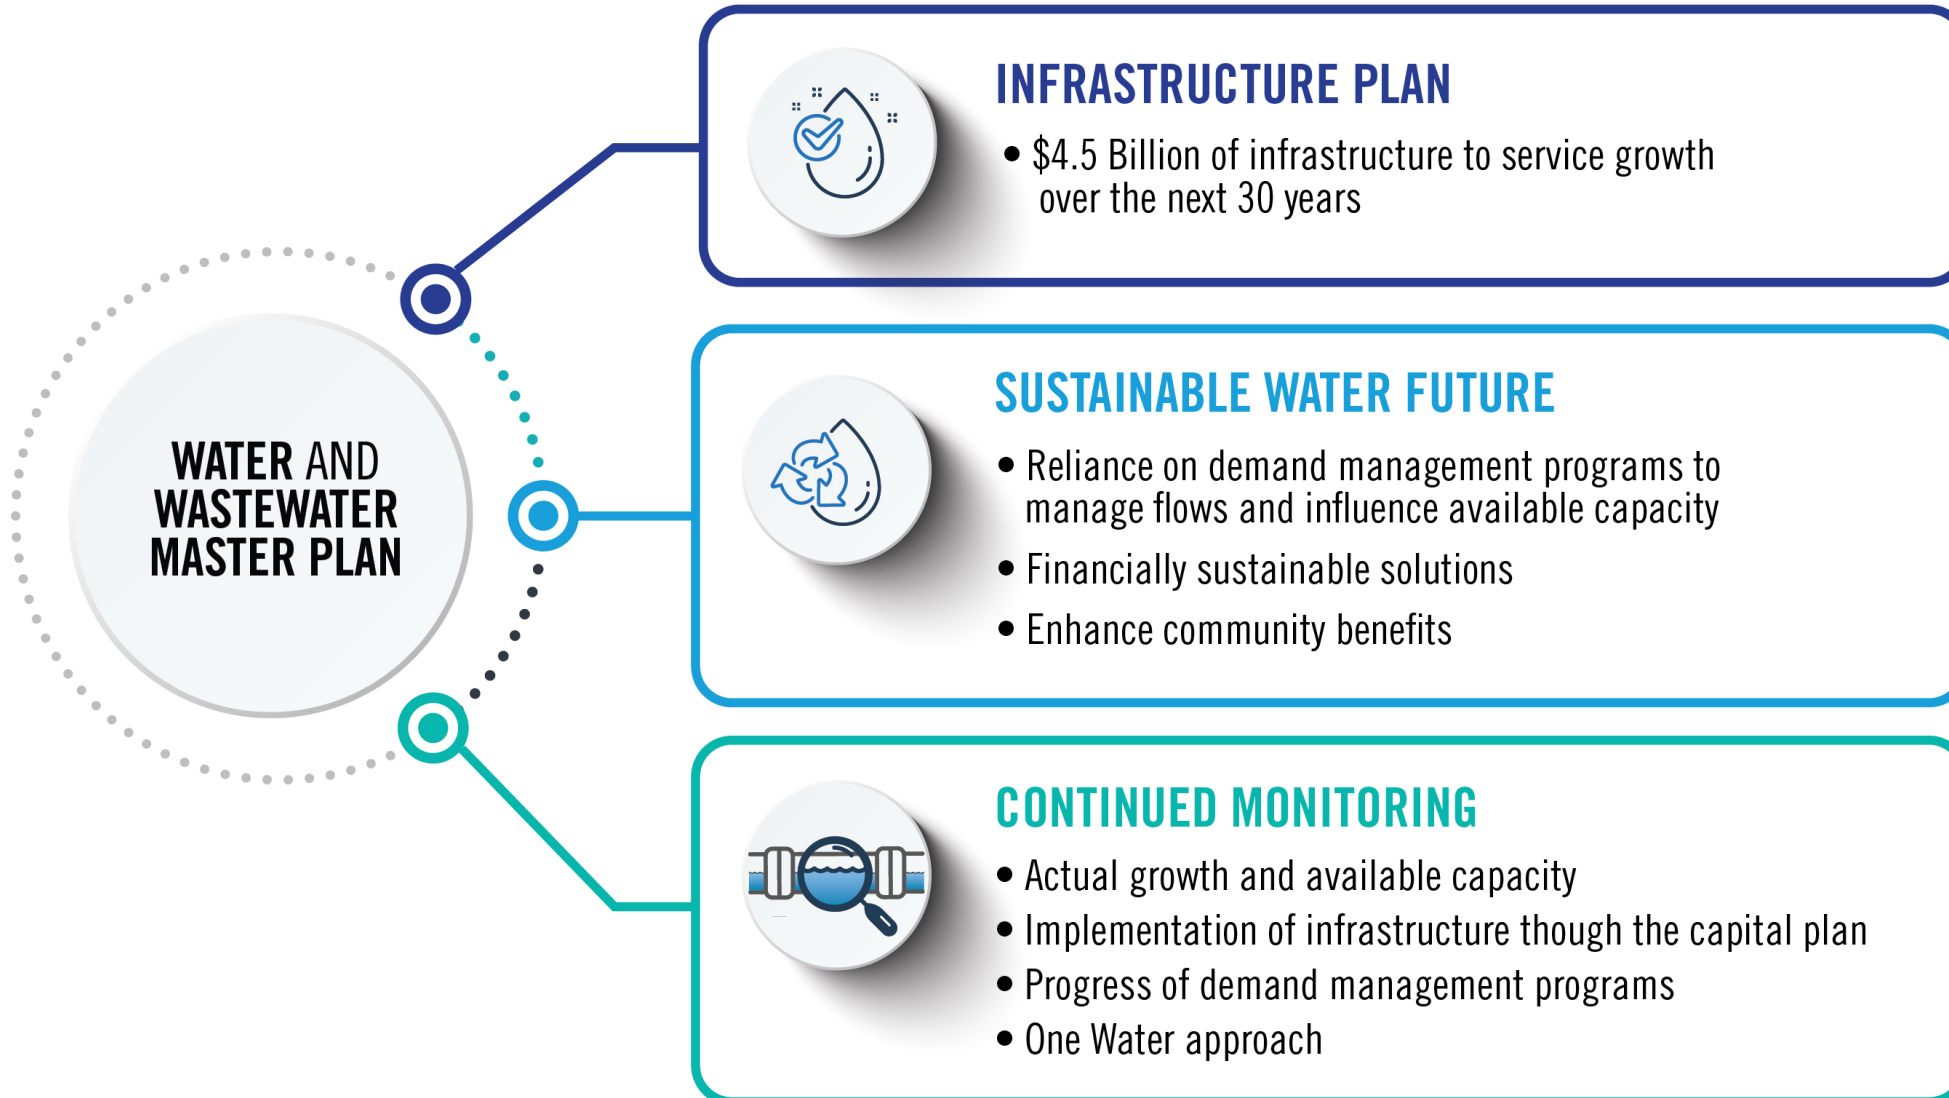 WATER AND
WASTEWATER
MASTER PLAN
INFRASTRUCTURE PLAN
• $4.5 Billion of infrastructure to service growth
over the next 30 years
SUSTAINABLE WATER FUTURE
• Reliance on demand management programs to
manage flows and influence available capacity
• Financially sustainable solutions
• Enhance community benefits
CONTINUED MONITORING
• Actual growth and available capacity
• Implementation of infrastructure though the capital plan
• Progress of demand management programs
• One Water approach